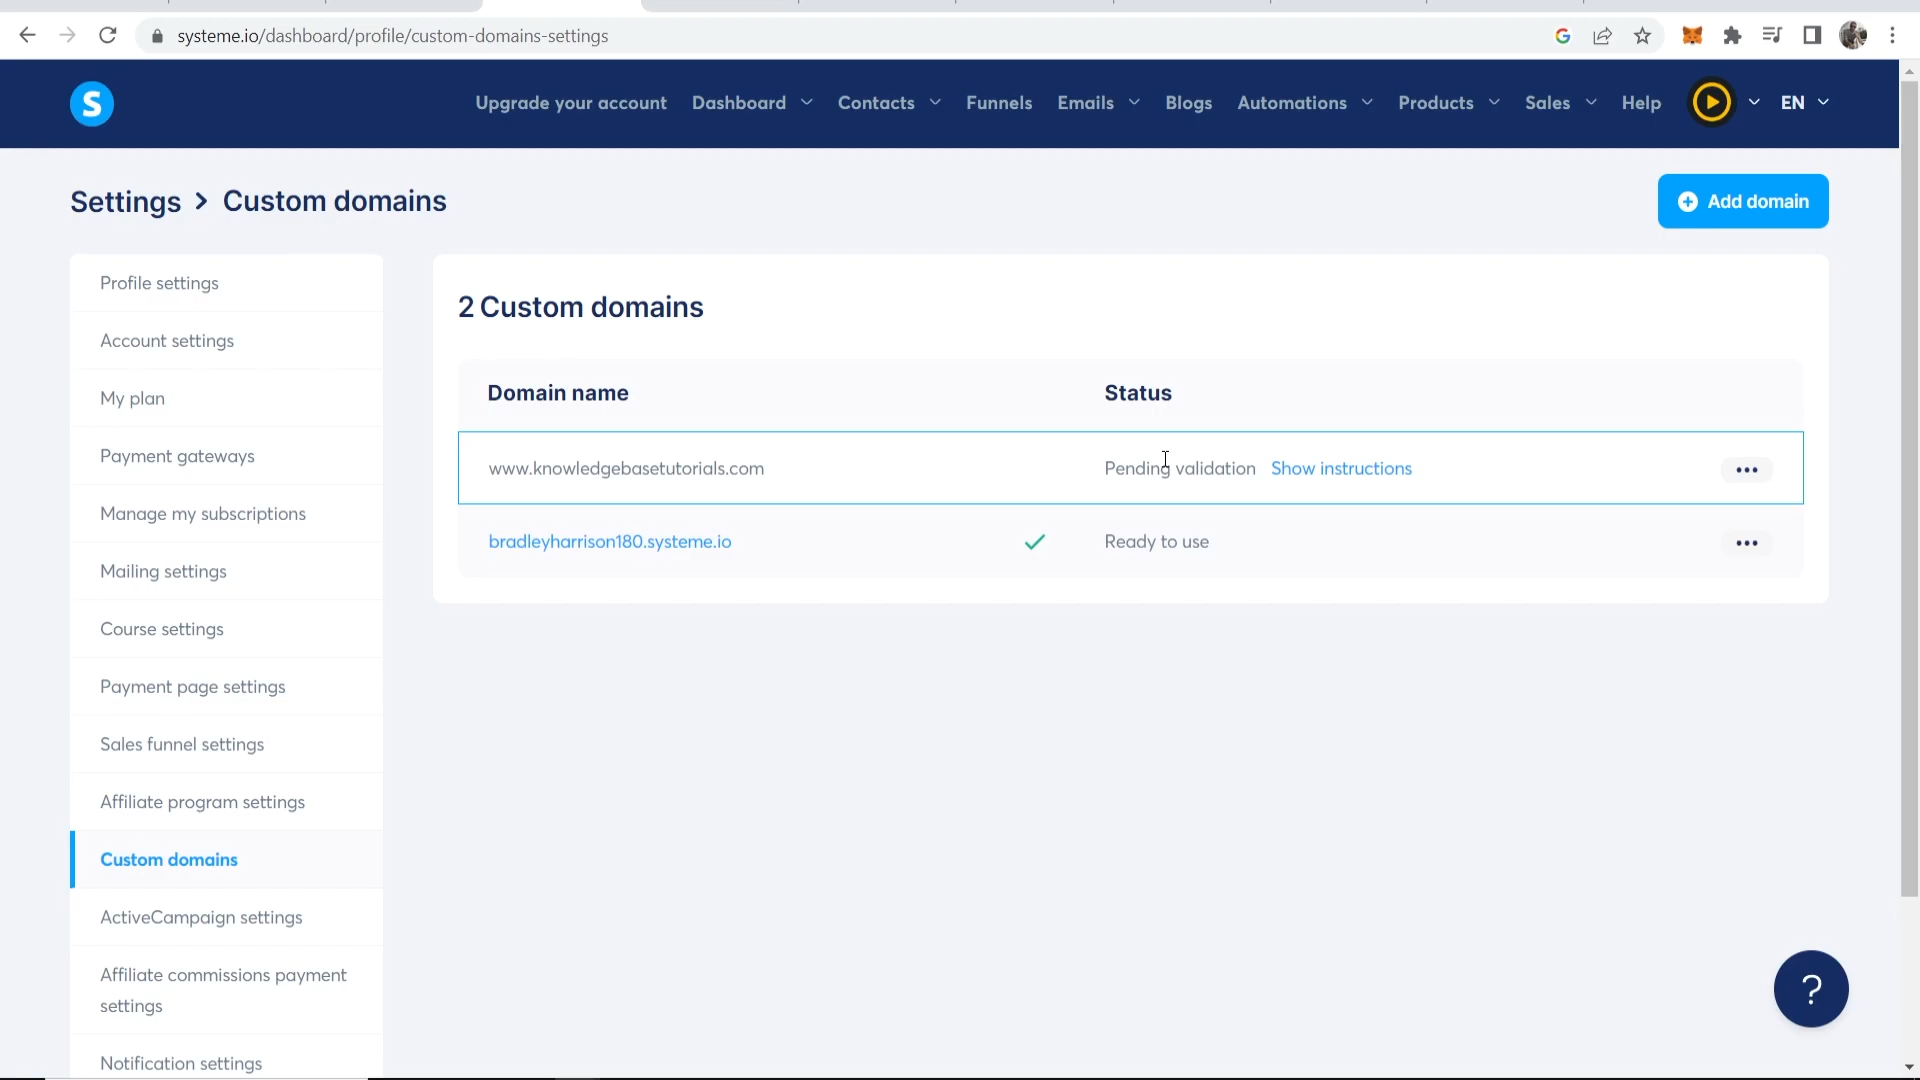 systeme.io/dashboard/profile/custom-domains-settings
S Upgrade your account Dashboard Contacts Funnels Emails Blogs Automations Products Sales Help EN
Settings > Custom domains
Add domain
Profile settings
Account settings
My plan
Payment gateways
Manage my subscriptions
Mailing settings
Course settings
Payment page settings
Sales funnel settings
Affiliate program settings
Custom domains
ActiveCampaign settings
Affiliate commissions payment
settings
Notification settings
2 Custom domains
Domain name Status
www.knowledgebasetutorials.com Pending validation Show instructions
bradleyharrison180.systeme.io Ready to use
?